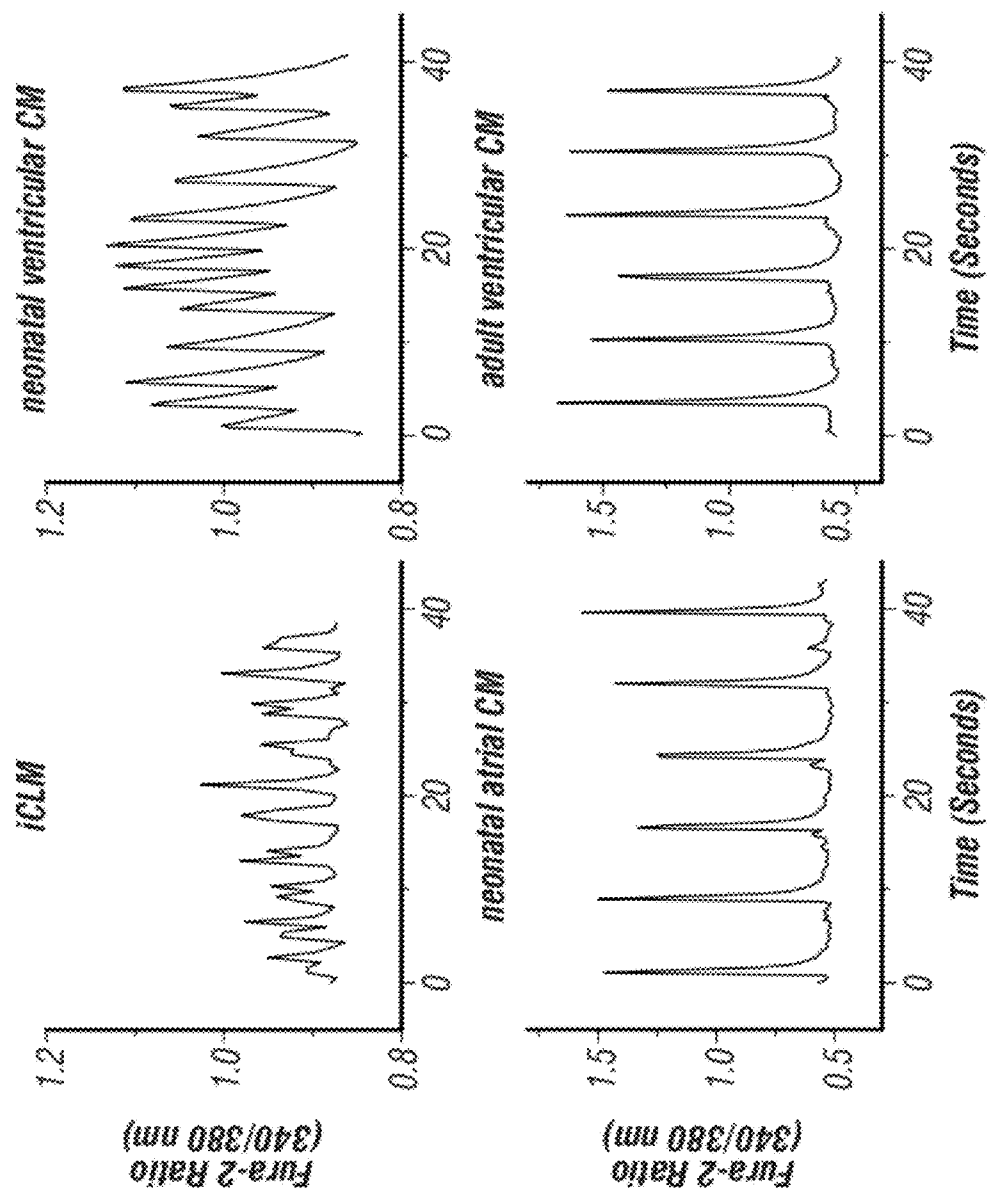 iCLM
neonatal ventricular CM
Fura-2 Ratio
(340/380 nm)
1.2
1.0
0.8
0
20
40
1.2
1.0
0.8
0
20
40
neonatal atrial CM
adult ventricular CM
Fura-2 Ratio
(340/380 nm)
1.5
1.0
0.5
0
20
40
Time (Seconds)
1.5
1.0
0.5
0
20
40
Time (Seconds)